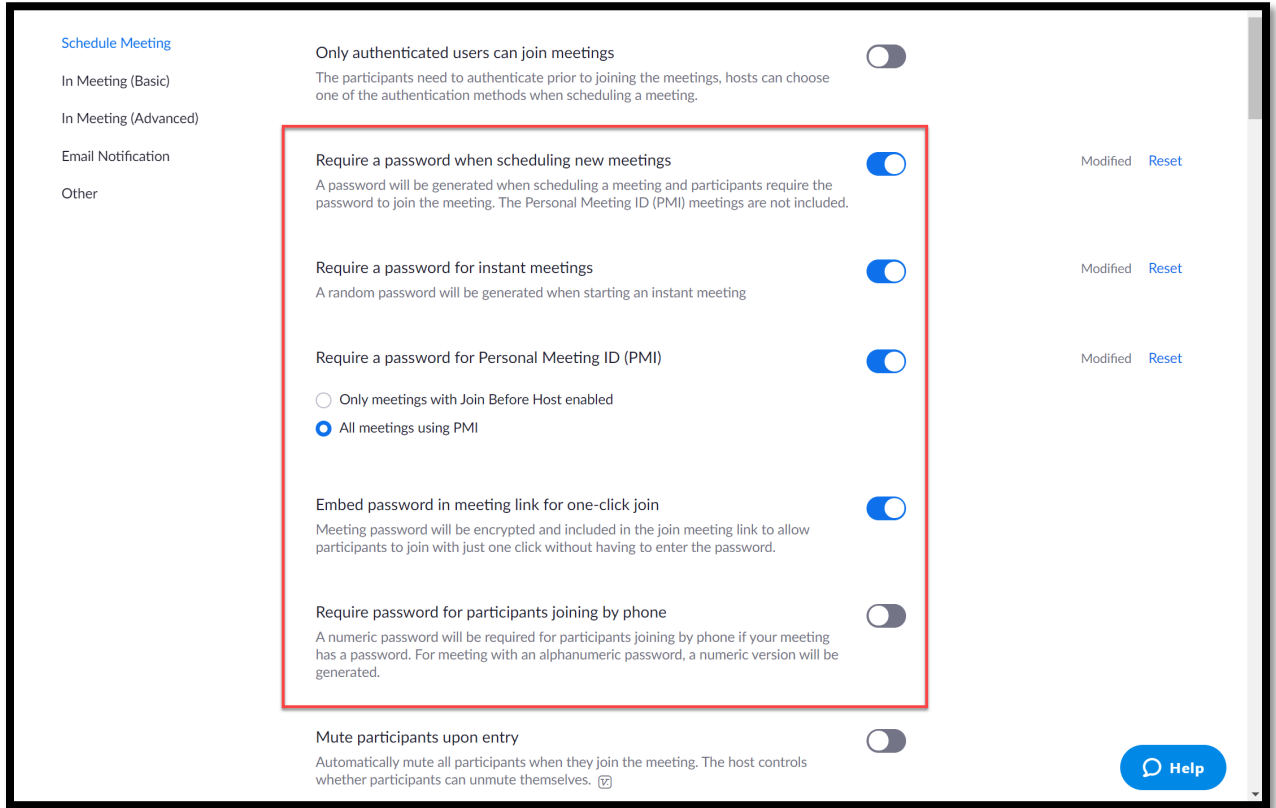 Schedule Meeting
In Meeting (Basic)
In Meeting (Advanced)
Email Notification
Other
Only authenticated users can join meetings
The participants need to authenticate prior to joining the meetings, hosts can choose
one of the authentication methods when scheduling a meeting.
Require a password when scheduling new meetings
Modified Reset
A password will be generated when scheduling a meeting and participants require the
password to join the meeting. The Personal Meeting ID (PMI) meetings are not included.
Require a password for instant meetings
Modified Reset
A random password will be generated when starting an instant meeting
Require a password for Personal Meeting ID (PMI)
Modified Reset
Only meetings with Join Before Host enabled
All meetings using PMI
Embed password in meeting link for one-click join
Meeting password will be encrypted and included in the join meeting link to allow
participants to join with just one click without having to enter the password.
Require password for participants joining by phone
A numeric password will be required for participants joining by phone if your meeting
has a password. For meeting with an alphanumeric password, a numeric version will be
generated.
Mute participants upon entry
Automatically mute all participants when they join the meeting. The host controls
whether participants can unmute themselves.
Help